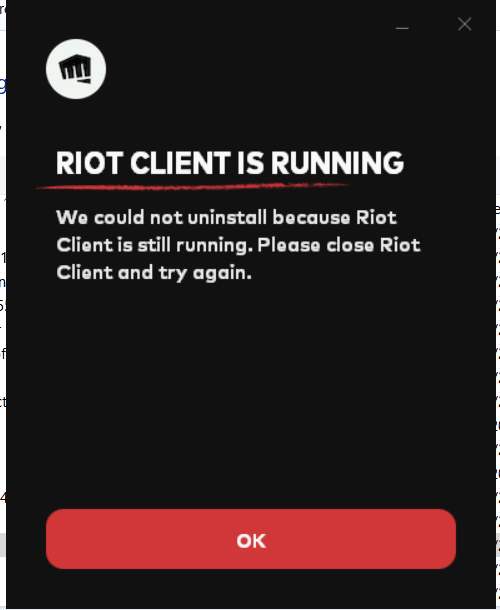 RIOT CLIENT IS RUNNING
We could not uninstall because Riot
Client is still running. Please close Riot
Client and try again.
OK